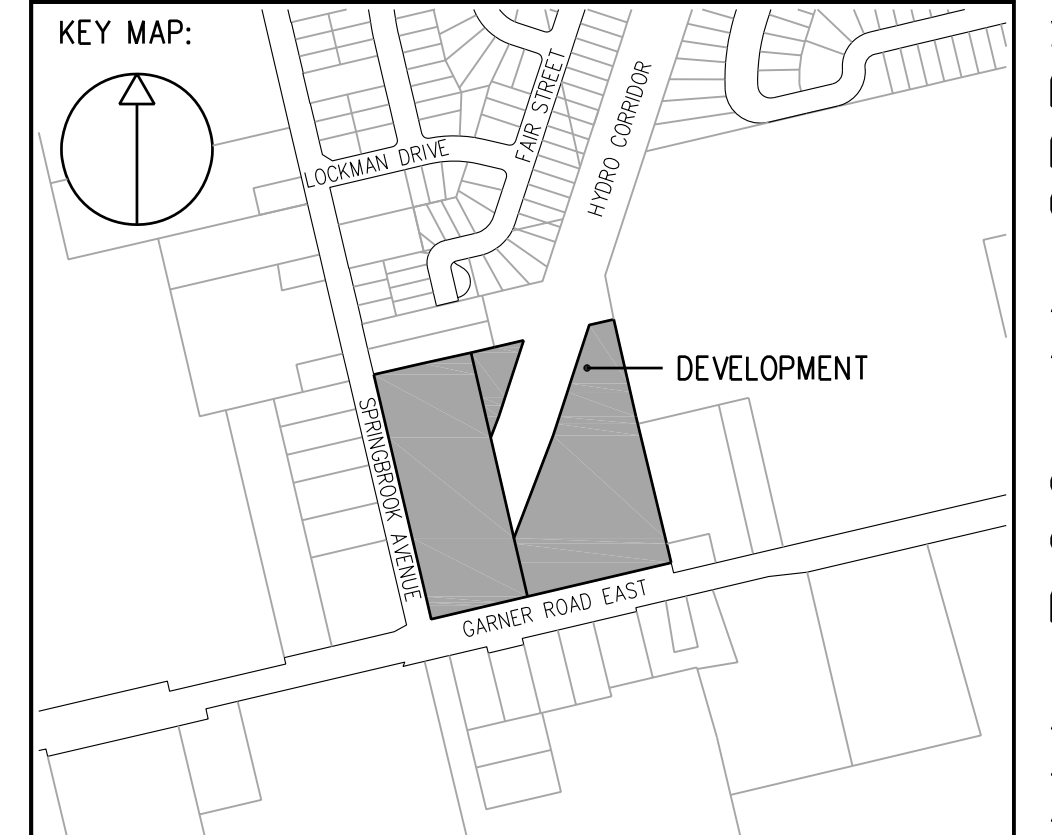 KEY MAP:
FAIR STREET
HYDRO CORRIDOR
LOCKMAN DRIVE
DEVELOPMENT
SPRINGBROOK AVENUE
GARNER ROAD EAST